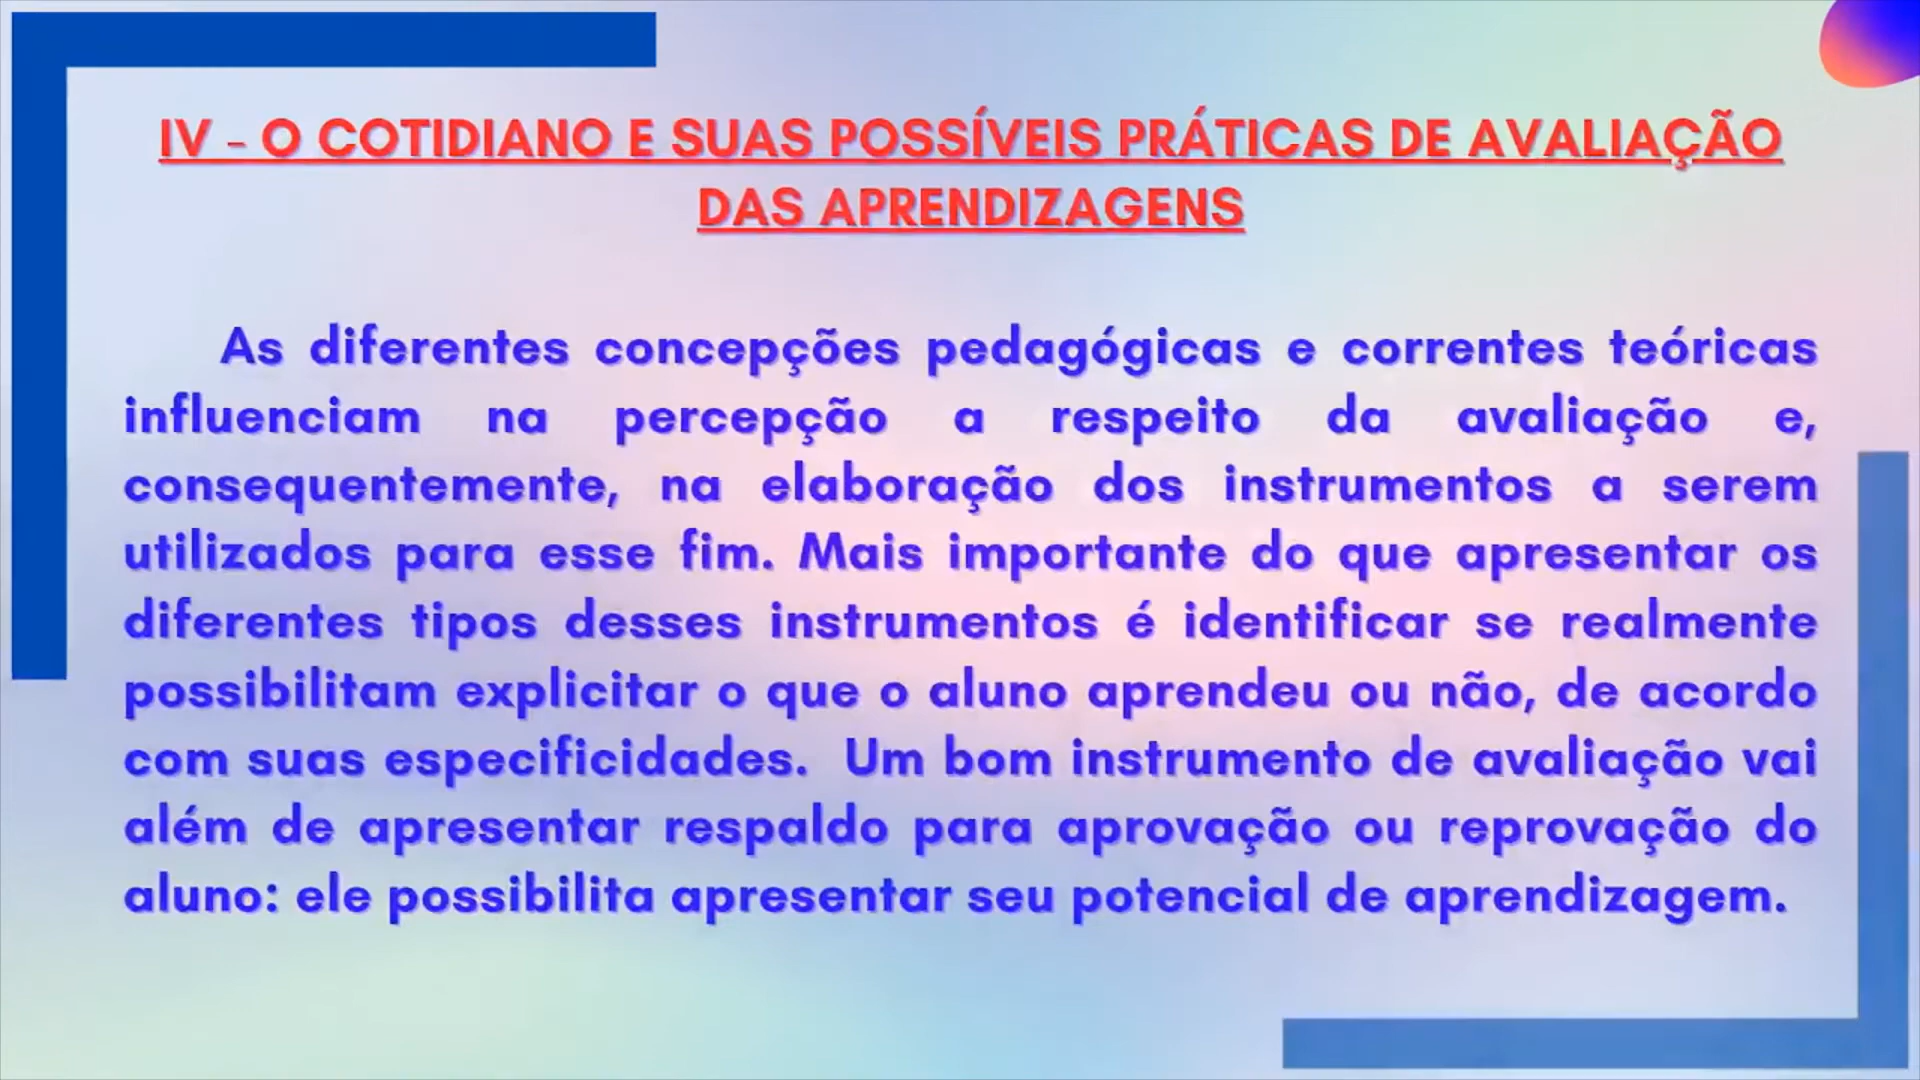 IV - O COTIDIANO E SUAS POSSÍVEIS PRÁTICAS DE AVALIAÇÃO
DAS APRENDIZAGENS
As diferentes concepções pedagógicas e correntes teóricas
influenciam na percepção a respeito da avaliação e,
consequentemente, na elaboração dos instrumentos a serem
utilizados para esse fim. Mais importante do que apresentar os
diferentes tipos desses instrumentos é identificar se realmente
possibilitam explicitar o que o aluno aprendeu ou não, de acordo
com suas especificidades. Um bom instrumento de avaliação vai
além de apresentar respaldo para aprovação ou reprovação do
aluno: ele possibilita apresentar seu potencial de aprendizagem.